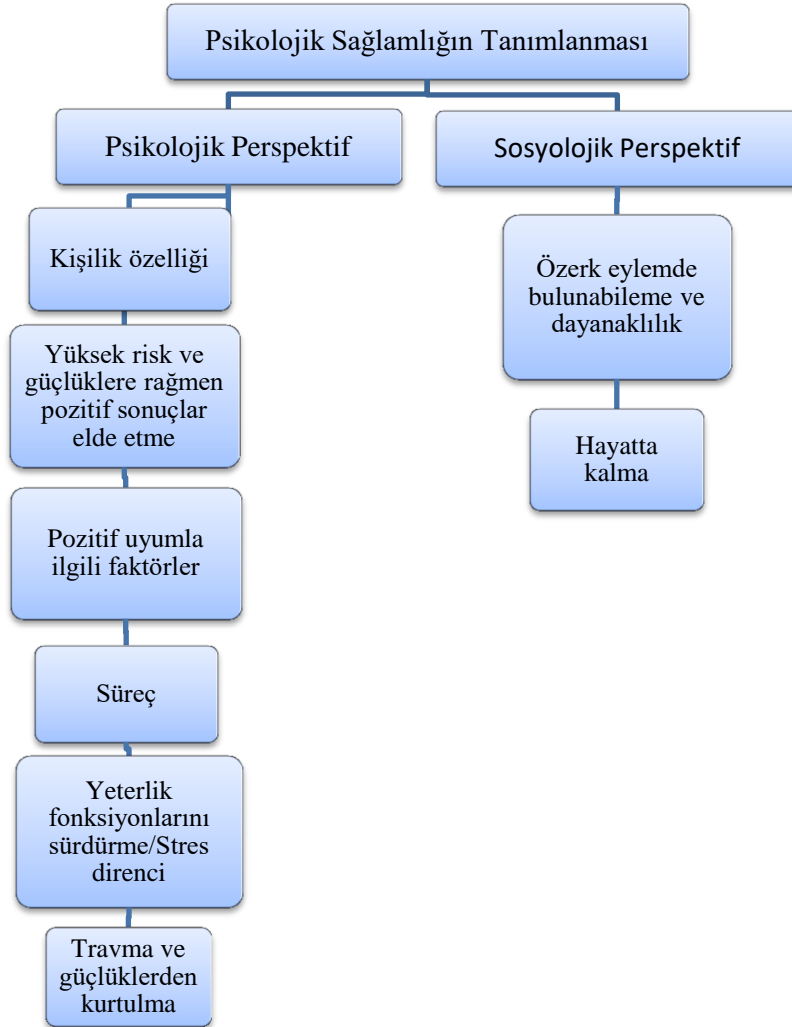 Psikolojik Sağlamlığın Tanımlanması
Psikolojik Perspektif
Sosyolojik Perspektif
Kişilik özelliği
Özerk eylemde
bulunabileme ve
dayanaklılık
Yüksek risk ve
güçlüklere rağmen
pozitif sonuçlar
elde etme
Hayatta
kalma
Pozitif uyumla
ilgili faktörler
Süreç
Yeterlik
fonksiyonlarını
sürdürme/Stres
direnci
Travma ve
güçlüklerden
kurtulma